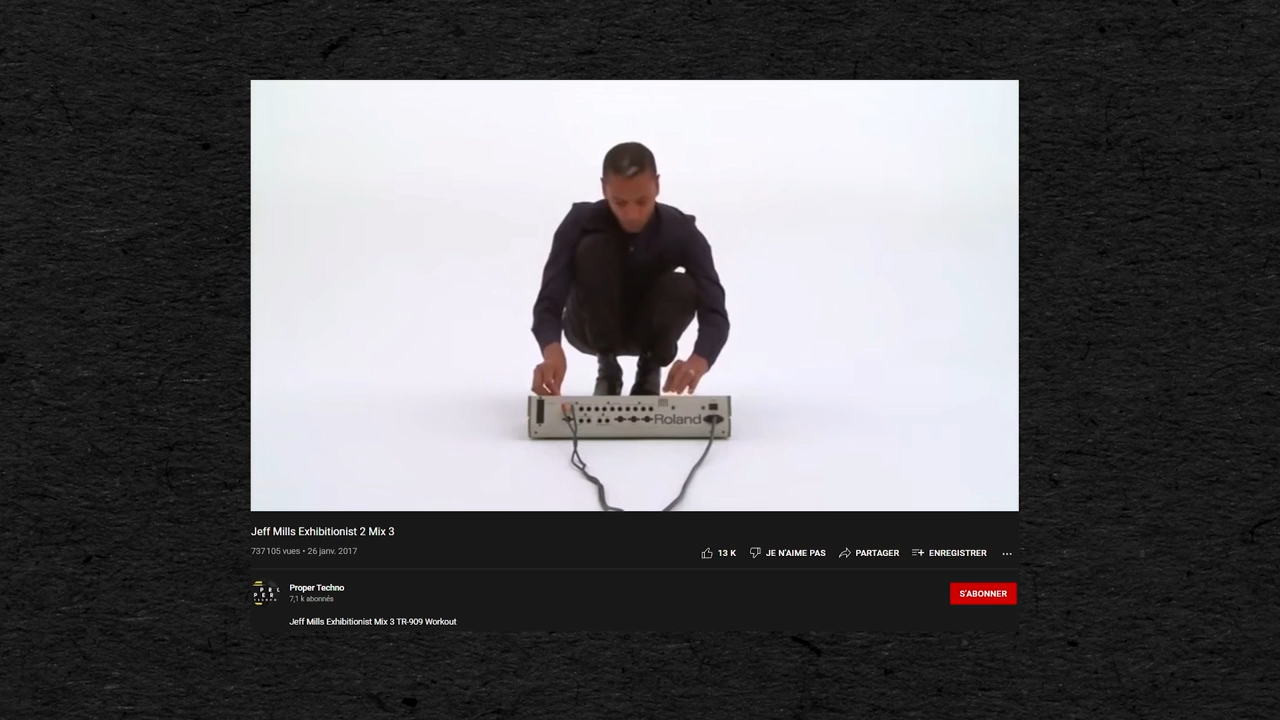 Roland
Jeff Mills Exhibitionist 2 Mix 3
737 105 vues • 26 janv. 2017
13 K
JE N'AIME PAS
PARTAGER
ENREGISTRER
Proper Techno
7,1 k abonnés
S'ABONNER
Jeff Mills Exhibitionist Mix 3 TR-909 Workout